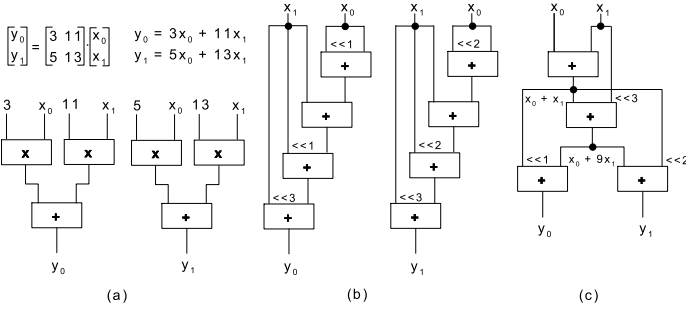 [y0 y1] = [3 11 5 13] · [x0 x1]
y0 = 3x0 + 11x1
y1 = 5x0 + 13x1
3 x0 11 x1 5 x0 13 x1
x x x x
+ +
y0 y1
(a)
x1 x0 x1 x0
<<1 <<2
+ +
+ +
<<1 <<2
+ +
<<3 <<3
+ +
y0 y1
(b)
x0 x1
+
x0 + x1 <<3
+
<<1 x0 + 9x1 <<2
+ +
y0 y1
(c)